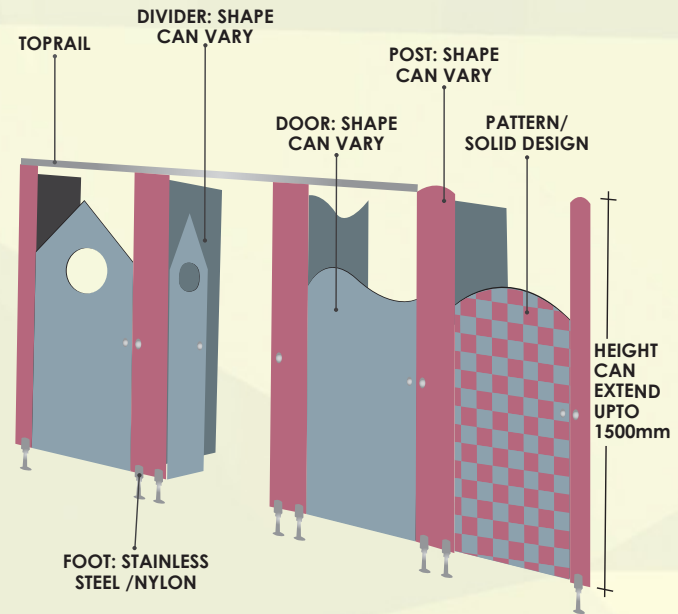 DIVIDER: SHAPE
CAN VARY
TOPRAIL
POST: SHAPE
CAN VARY
DOOR: SHAPE
CAN VARY
PATTERN/
SOLID DESIGN
HEIGHT
CAN
EXTEND
UPTO
1500mm
FOOT: STAINLESS
STEEL /NYLON